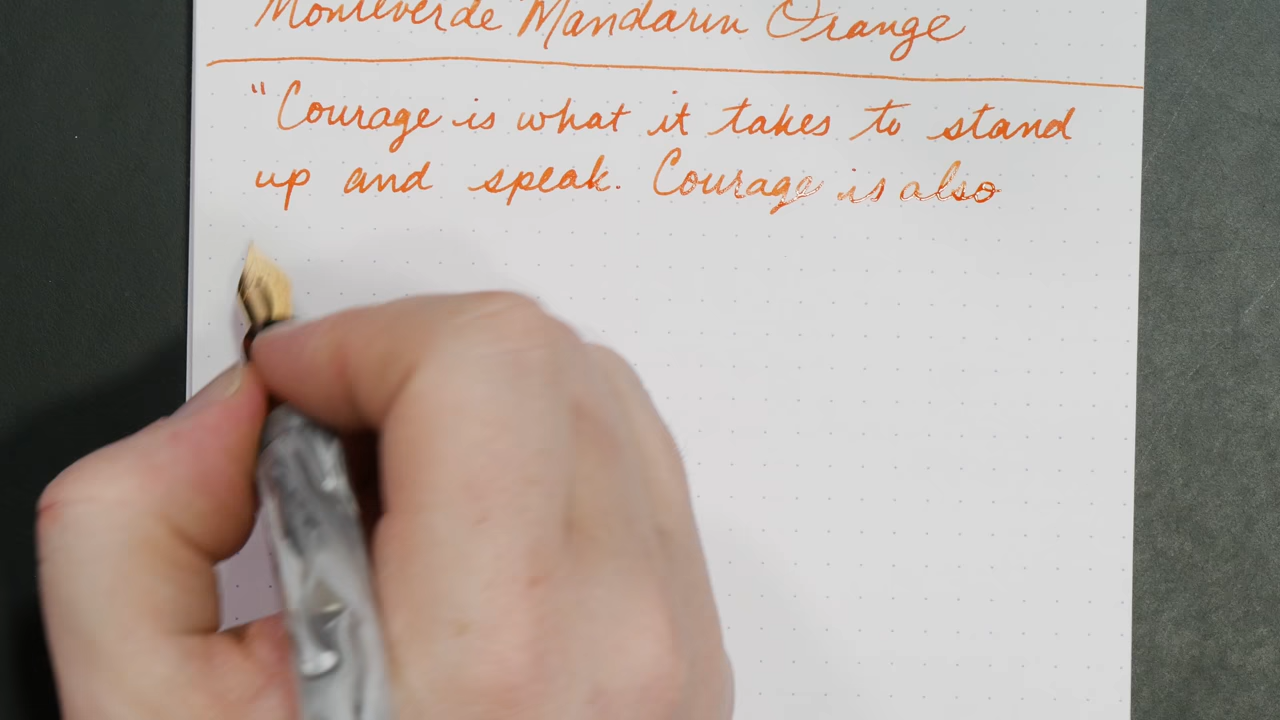 Monteverde Mandarin Orange
"Courage is what it takes to stand
up and speak. Courage is also